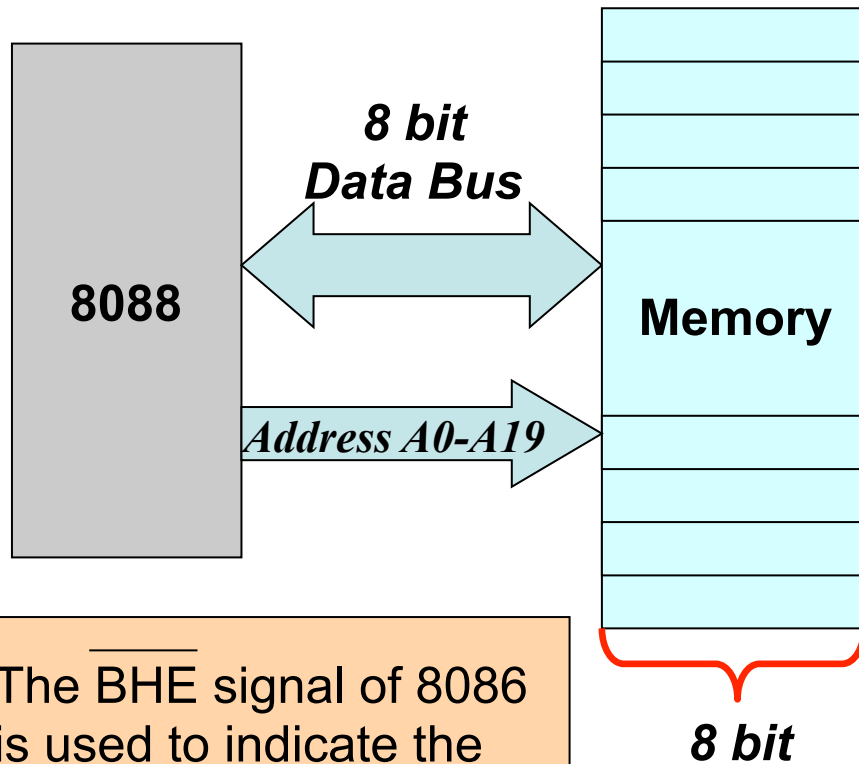 8 bit
Data Bus
8088
Memory
Address A0-A19
The B̅H̅E̅ signal of 8086
is used to indicate the
8 bit